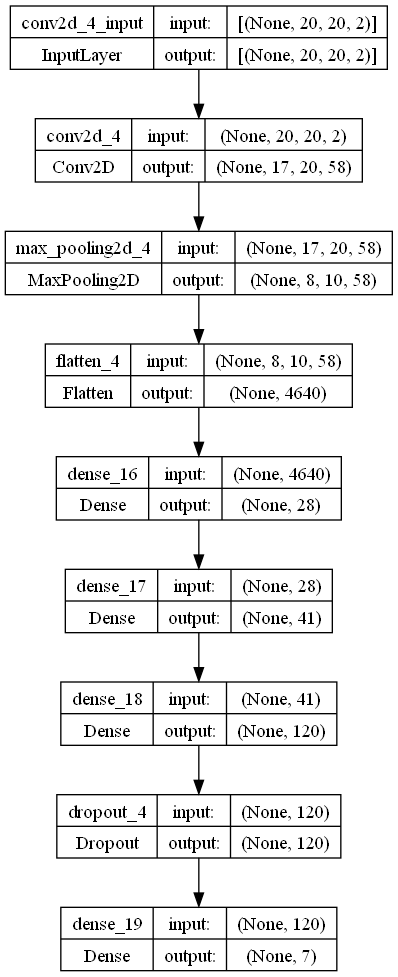 conv2d_4_input input: [(None, 20, 20, 2)]
InputLayer output: [(None, 20, 20, 2)]
conv2d_4 input: (None, 20, 20, 2)
Conv2D output: (None, 17, 20, 58)
max_pooling2d_4 input: (None, 17, 20, 58)
MaxPooling2D output: (None, 8, 10, 58)
flatten_4 input: (None, 8, 10, 58)
Flatten output: (None, 4640)
dense_16 input: (None, 4640)
Dense output: (None, 28)
dense_17 input: (None, 28)
Dense output: (None, 41)
dense_18 input: (None, 41)
Dense output: (None, 120)
dropout_4 input: (None, 120)
Dropout output: (None, 120)
dense_19 input: (None, 120)
Dense output: (None, 7)